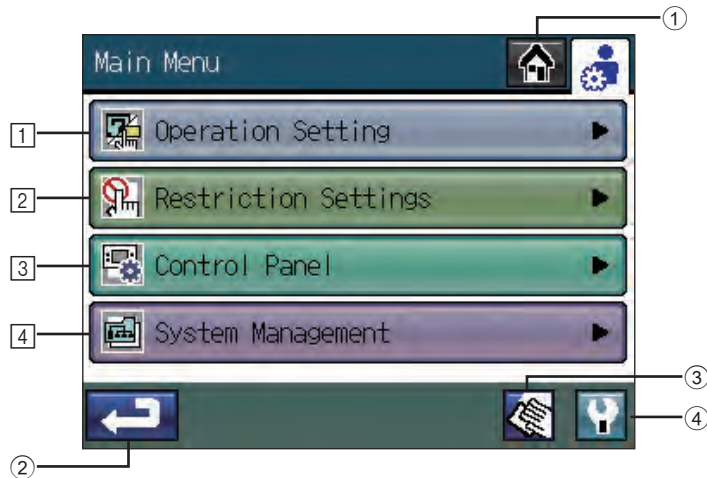 ①
Main Menu
1 Operation Setting
2 Restriction Settings
3 Control Panel
4 System Management
③
④
②